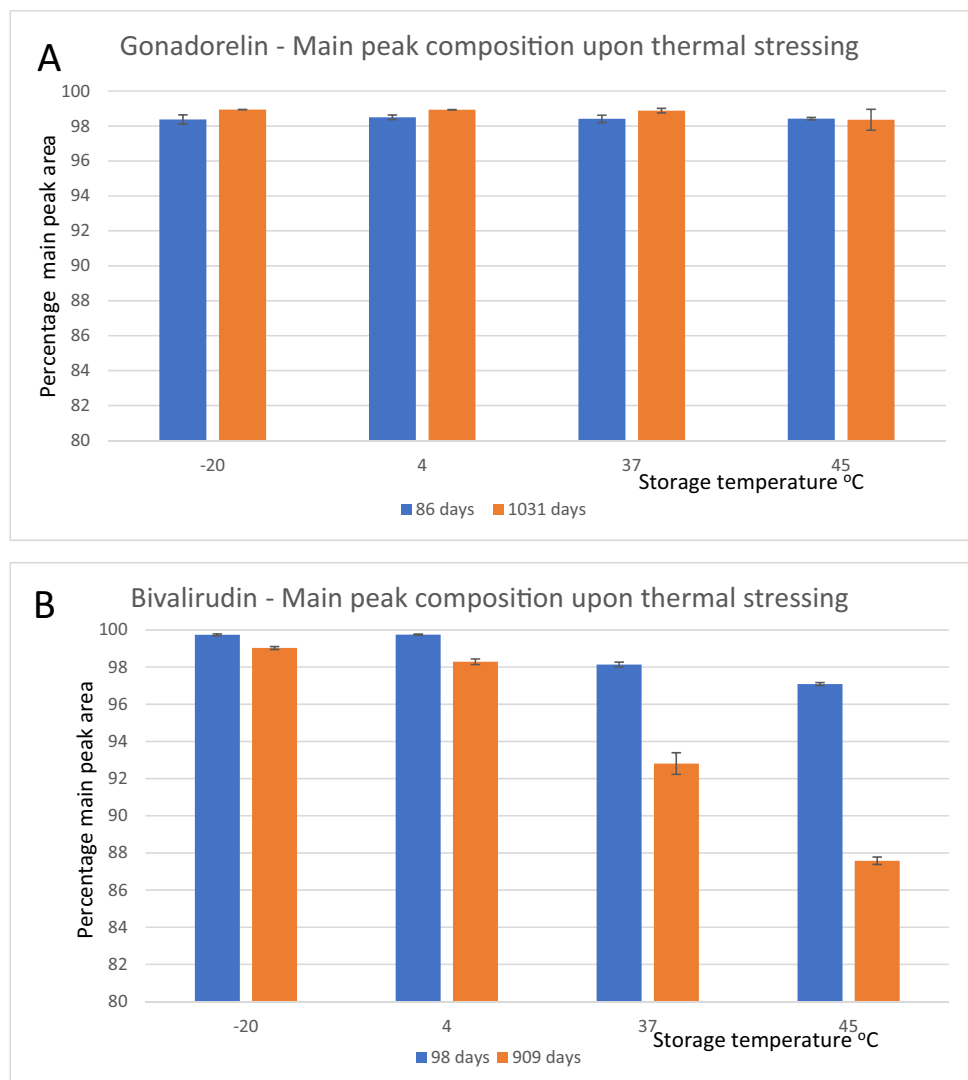 A
Gonadorelin - Main peak composition upon thermal stressing
Percentage main peak area
100
98
96
94
92
90
88
86
84
82
80
-20
4
37
45
Storage temperature ºC
86 days
1031 days
B
Bivalirudin - Main peak composition upon thermal stressing
Percentage main peak area
100
98
96
94
92
90
88
86
84
82
80
-20
4
37
45
Storage temperature ºC
98 days
909 days